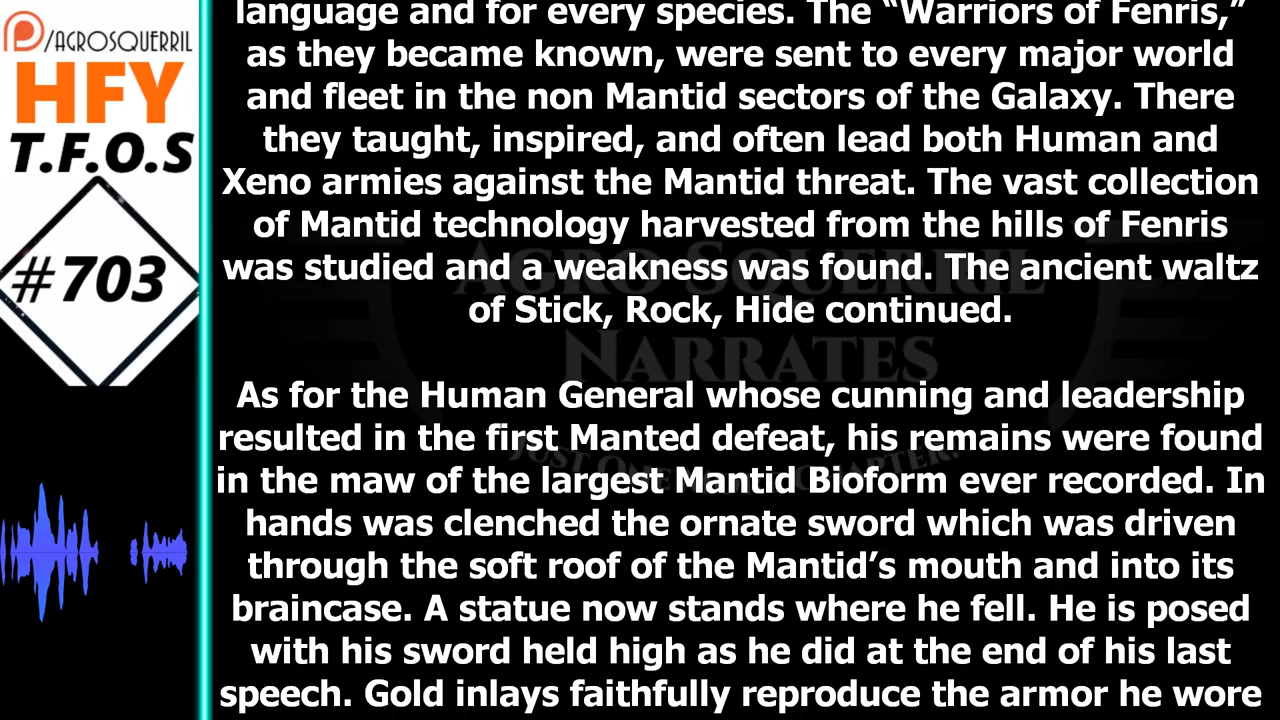 /AGROSQUERRIL
HFY
T.F.O.S
#703
language and for every species. The “Warriors of Fenris,”
as they became known, were sent to every major world
and fleet in the non Mantid sectors of the Galaxy. There
they taught, inspired, and often lead both Human and
Xeno armies against the Mantid threat. The vast collection
of Mantid technology harvested from the hills of Fenris
was studied and a weakness was found. The ancient waltz
of Stick, Rock, Hide continued.
As for the Human General whose cunning and leadership
resulted in the first Manted defeat, his remains were found
in the maw of the largest Mantid Bioform ever recorded. In
hands was clenched the ornate sword which was driven
through the soft roof of the Mantid’s mouth and into its
braincase. A statue now stands where he fell. He is posed
with his sword held high as he did at the end of his last
speech. Gold inlays faithfully reproduce the armor he wore
AGRO SQUERRIL
NARRATES